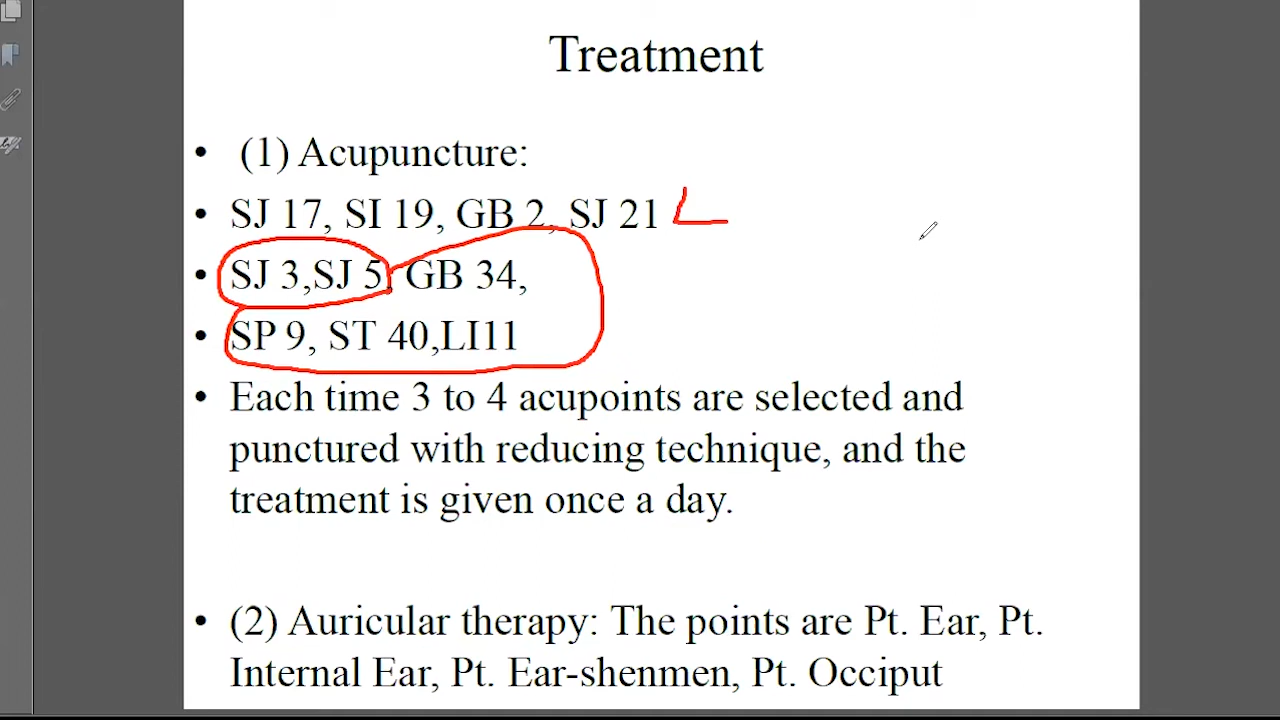 Treatment
• (1) Acupuncture:
• SJ 17, SI 19, GB 2, SJ 21 L
• SJ 3,SJ 5, GB 34,
• SP 9, ST 40,LI11
• Each time 3 to 4 acupoints are selected and
punctured with reducing technique, and the
treatment is given once a day.
• (2) Auricular therapy: The points are Pt. Ear, Pt.
Internal Ear, Pt. Ear-shenmen, Pt. Occiput